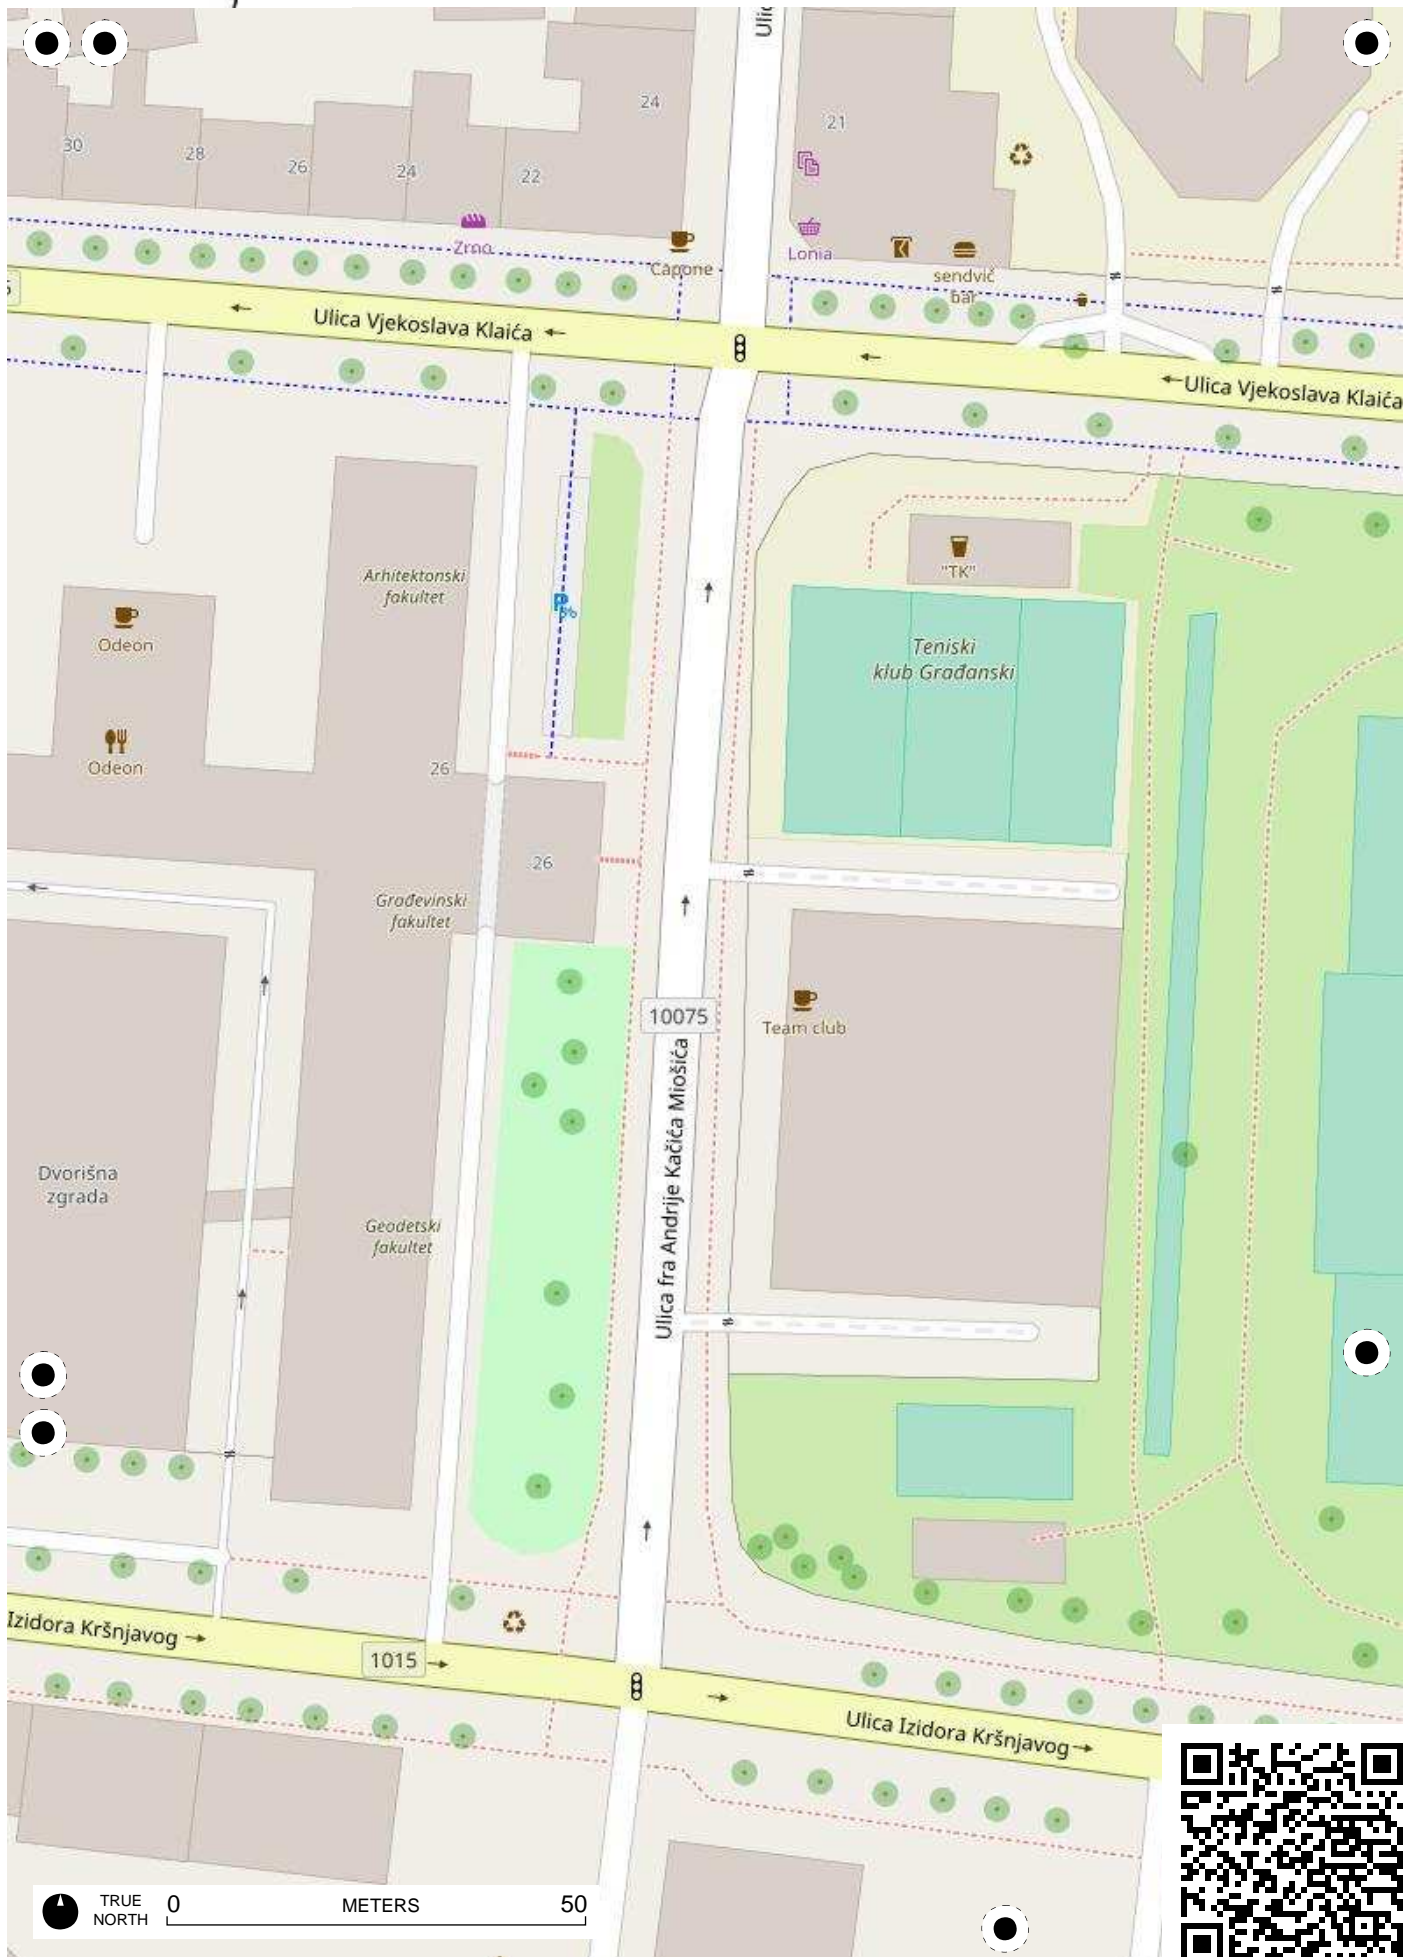 Ulic
24
21
30
28
26
24
22
Zrno
Capone
Lonia
sendvič
bar
5
Ulica Vjekoslava Klaića
Ulica Vjekoslava Klaića
Arhitektonski
fakultet
"TK"
P
Odeon
Teniski
klub Građanski
Odeon
26
26
Građevinski
fakultet
10075
Team club
Ulica fra Andrije Kačića Miošića
Dvorišna
zgrada
Geodetski
fakultet
Izidora Kršnjavog
1015
Ulica Izidora Kršnjavog
TRUE
NORTH
0 METERS 50